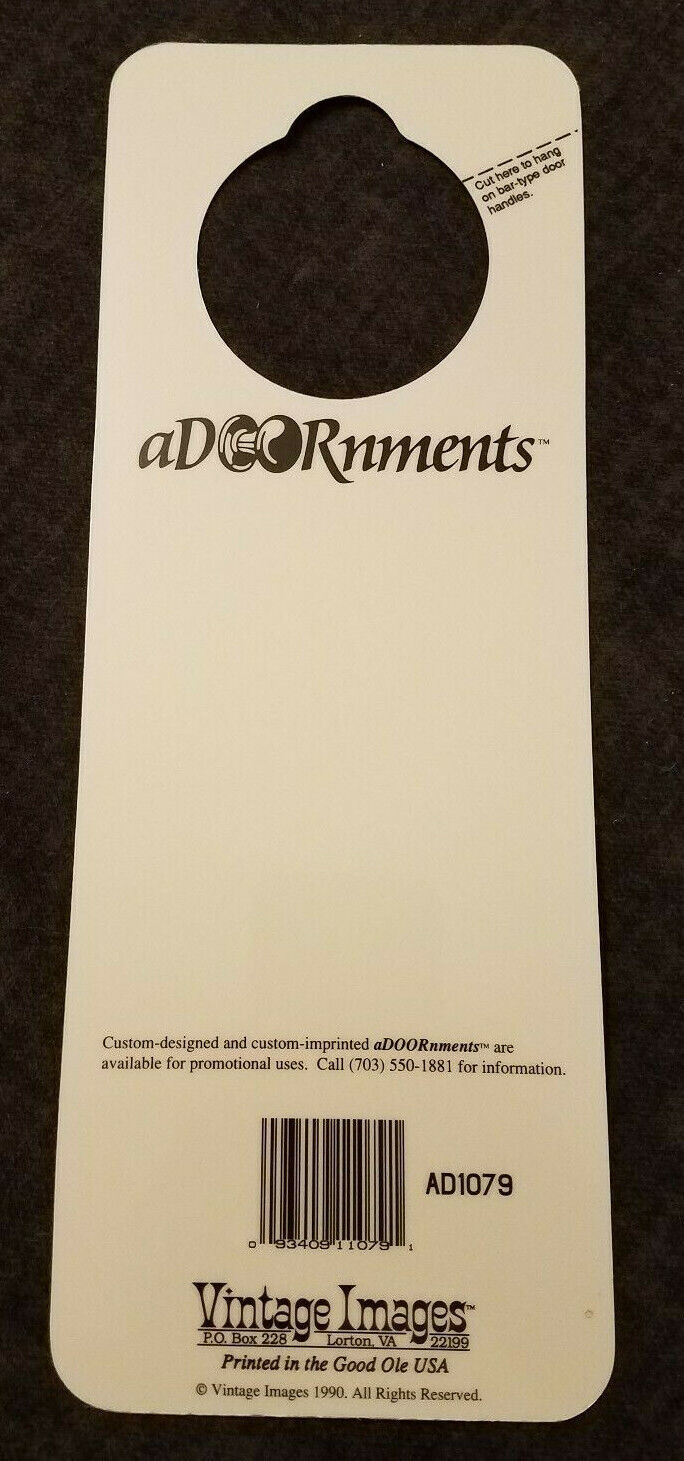 Cut here to hang
on bar-type door
handles.
aDOORnments™
Custom-designed and custom-imprinted aDOORnments™ are
available for promotional uses. Call (703) 550-1881 for information.
AD1079
0 93409 11079 1
Vintage Images™
P.O. Box 228 Lorton, VA 22199
Printed in the Good Ole USA
© Vintage Images 1990. All Rights Reserved.